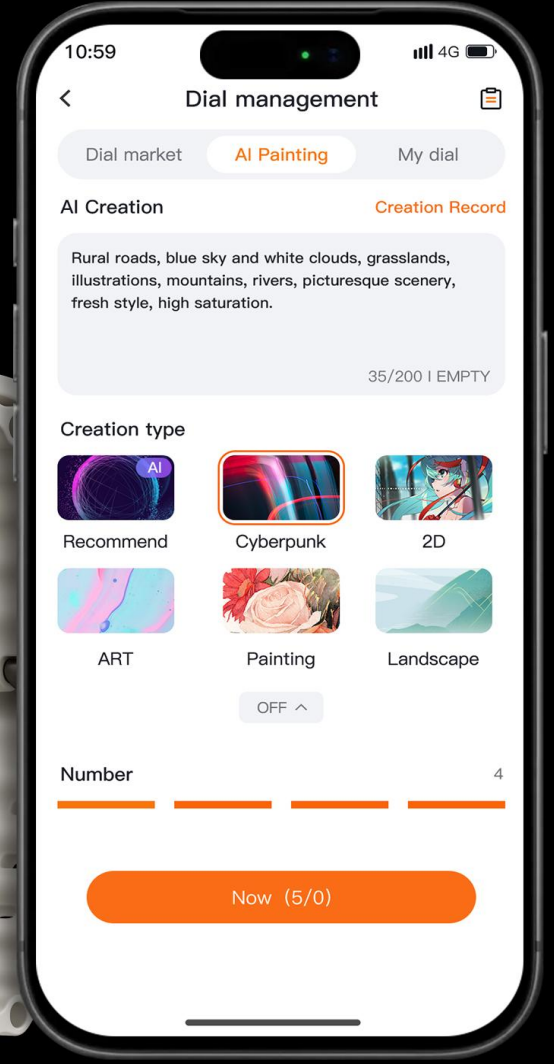 10:59
4G
Dial management
Dial market
AI Painting
My dial
AI Creation
Creation Record
Rural roads, blue sky and white clouds, grasslands,
illustrations, mountains, rivers, picturesque scenery,
fresh style, high saturation.
35/200 I EMPTY
Creation type
AI
Recommend
Cyberpunk
2D
ART
Painting
Landscape
OFF
Number
4
Now (5/0)